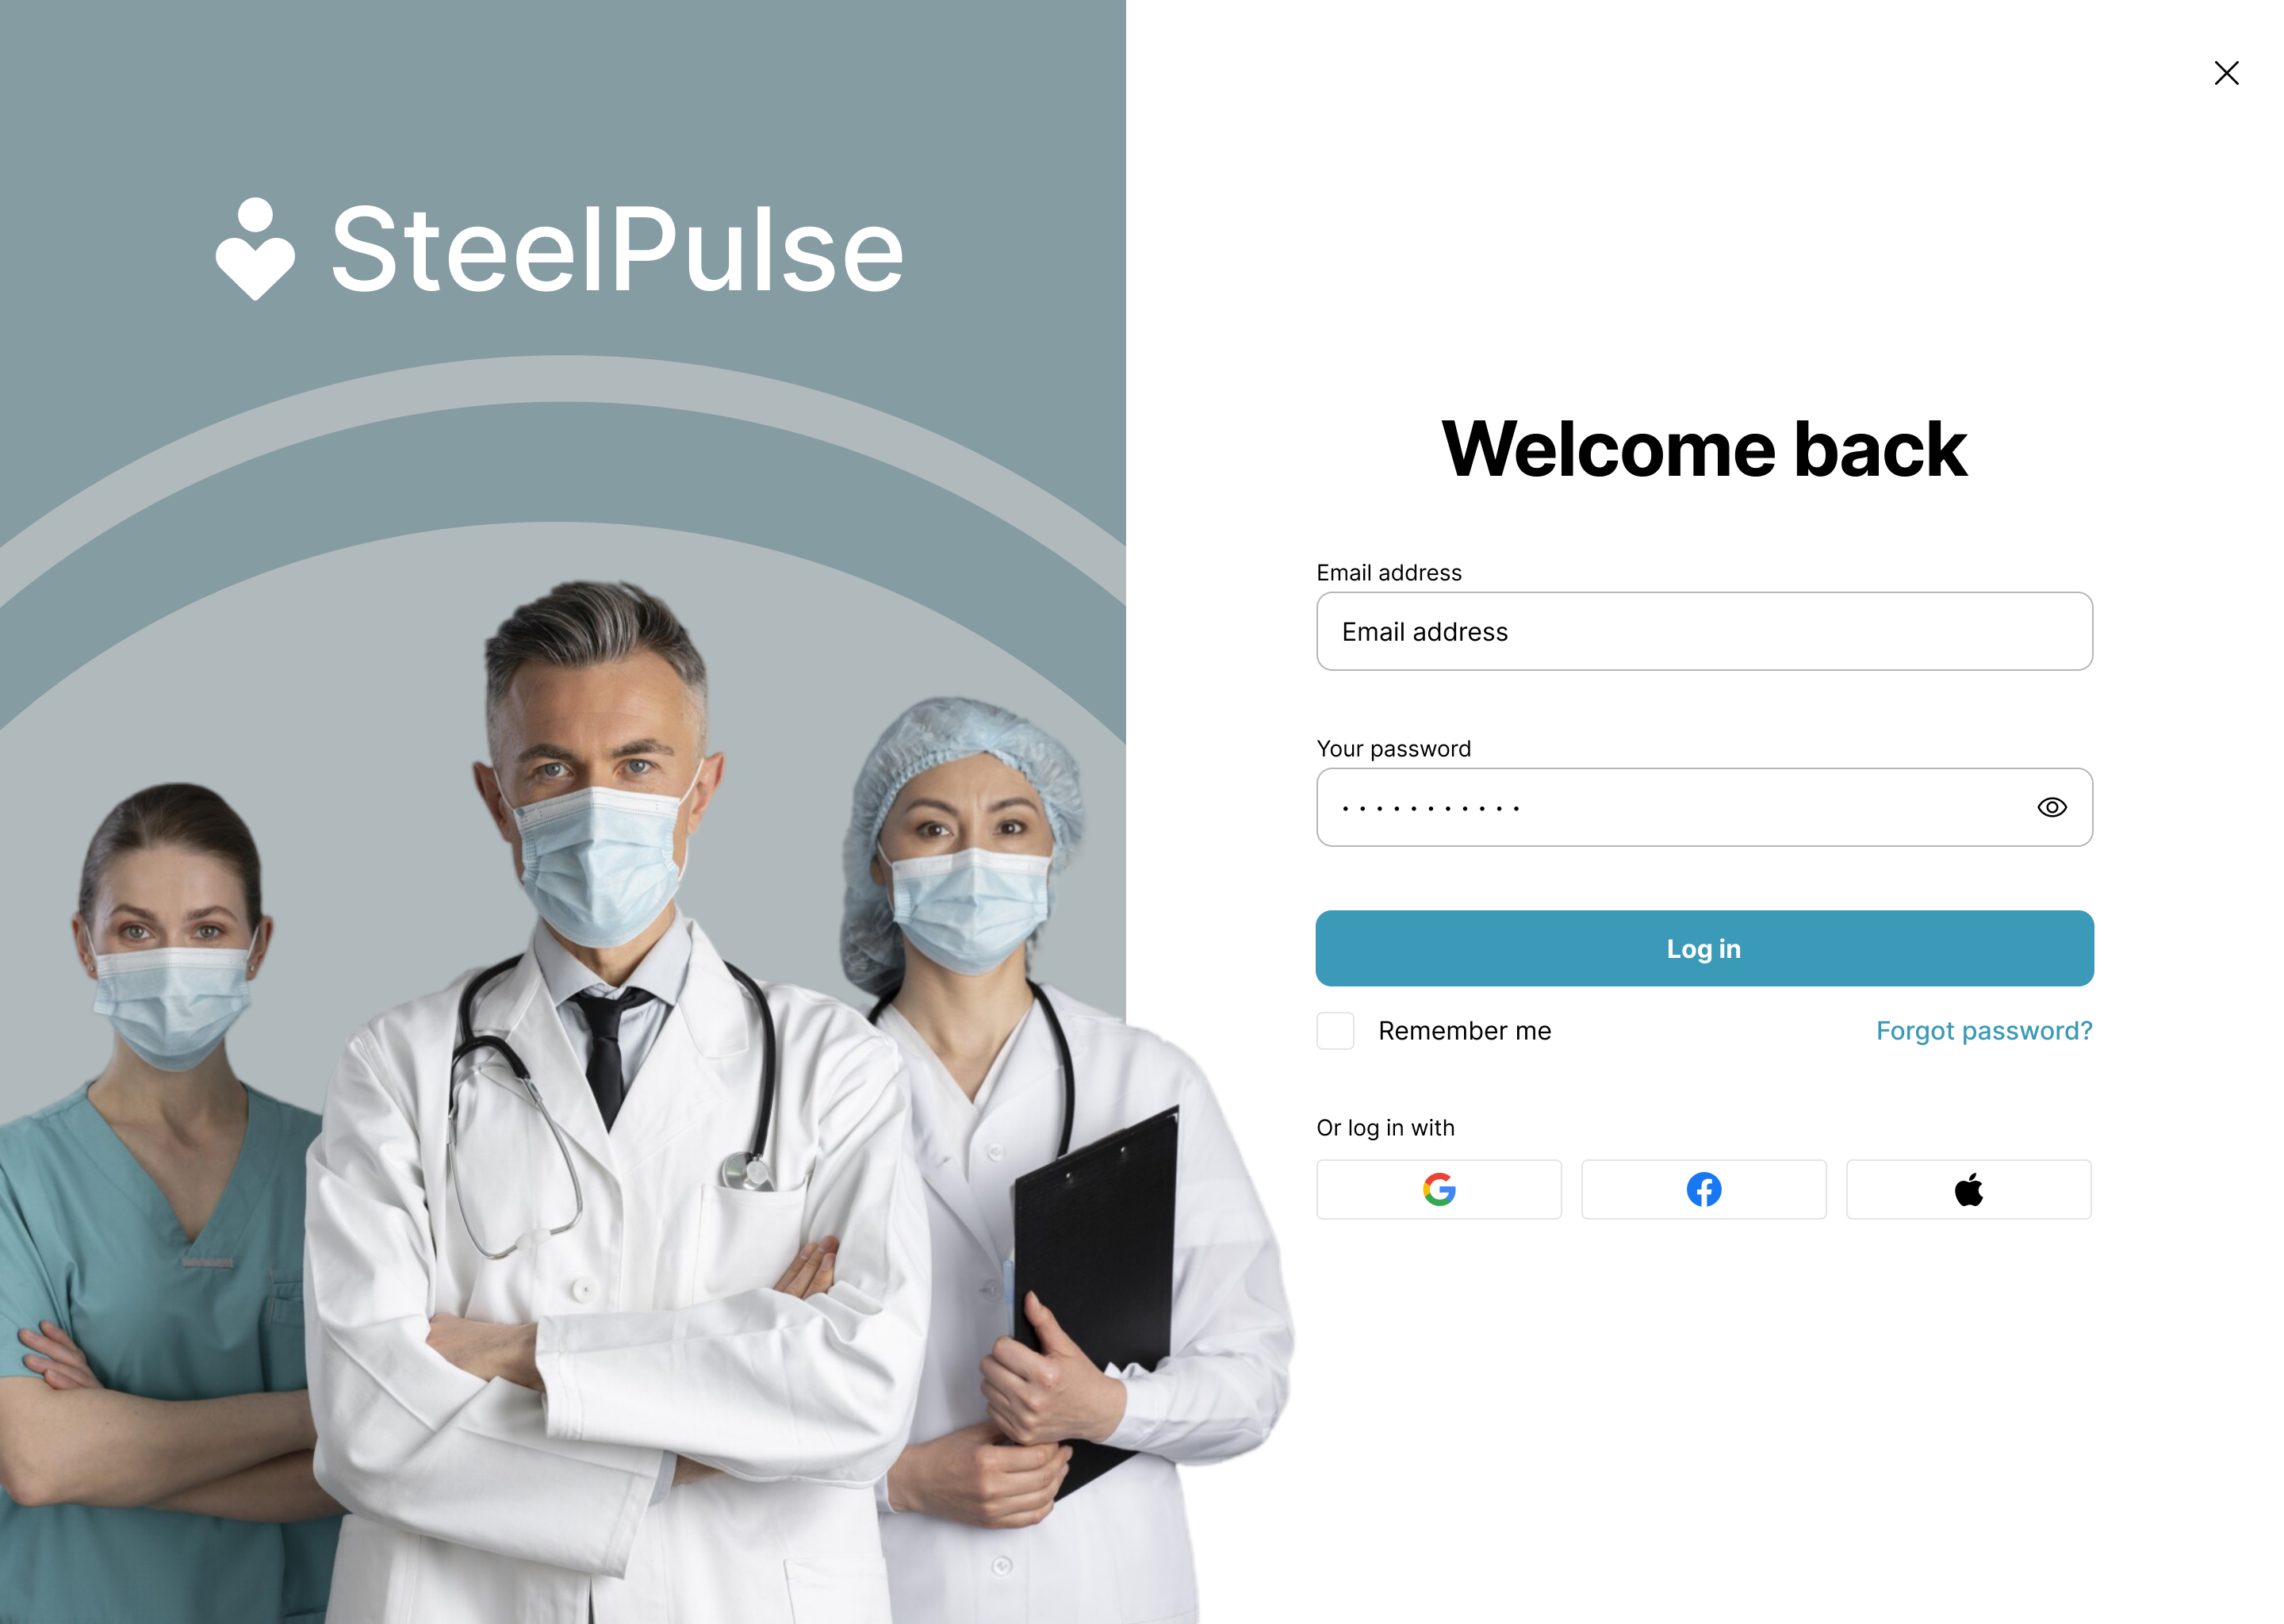 SteelPulse
Welcome back
Email address
Email address
Your password
...........
Log in
Remember me
Forgot password?
Or log in with